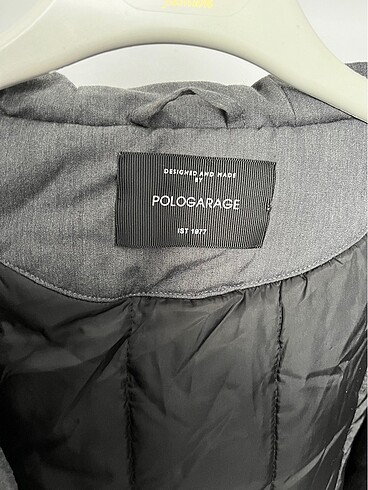 DESIGNED AND MADE
BY
POLOGARAGE
IST 1977